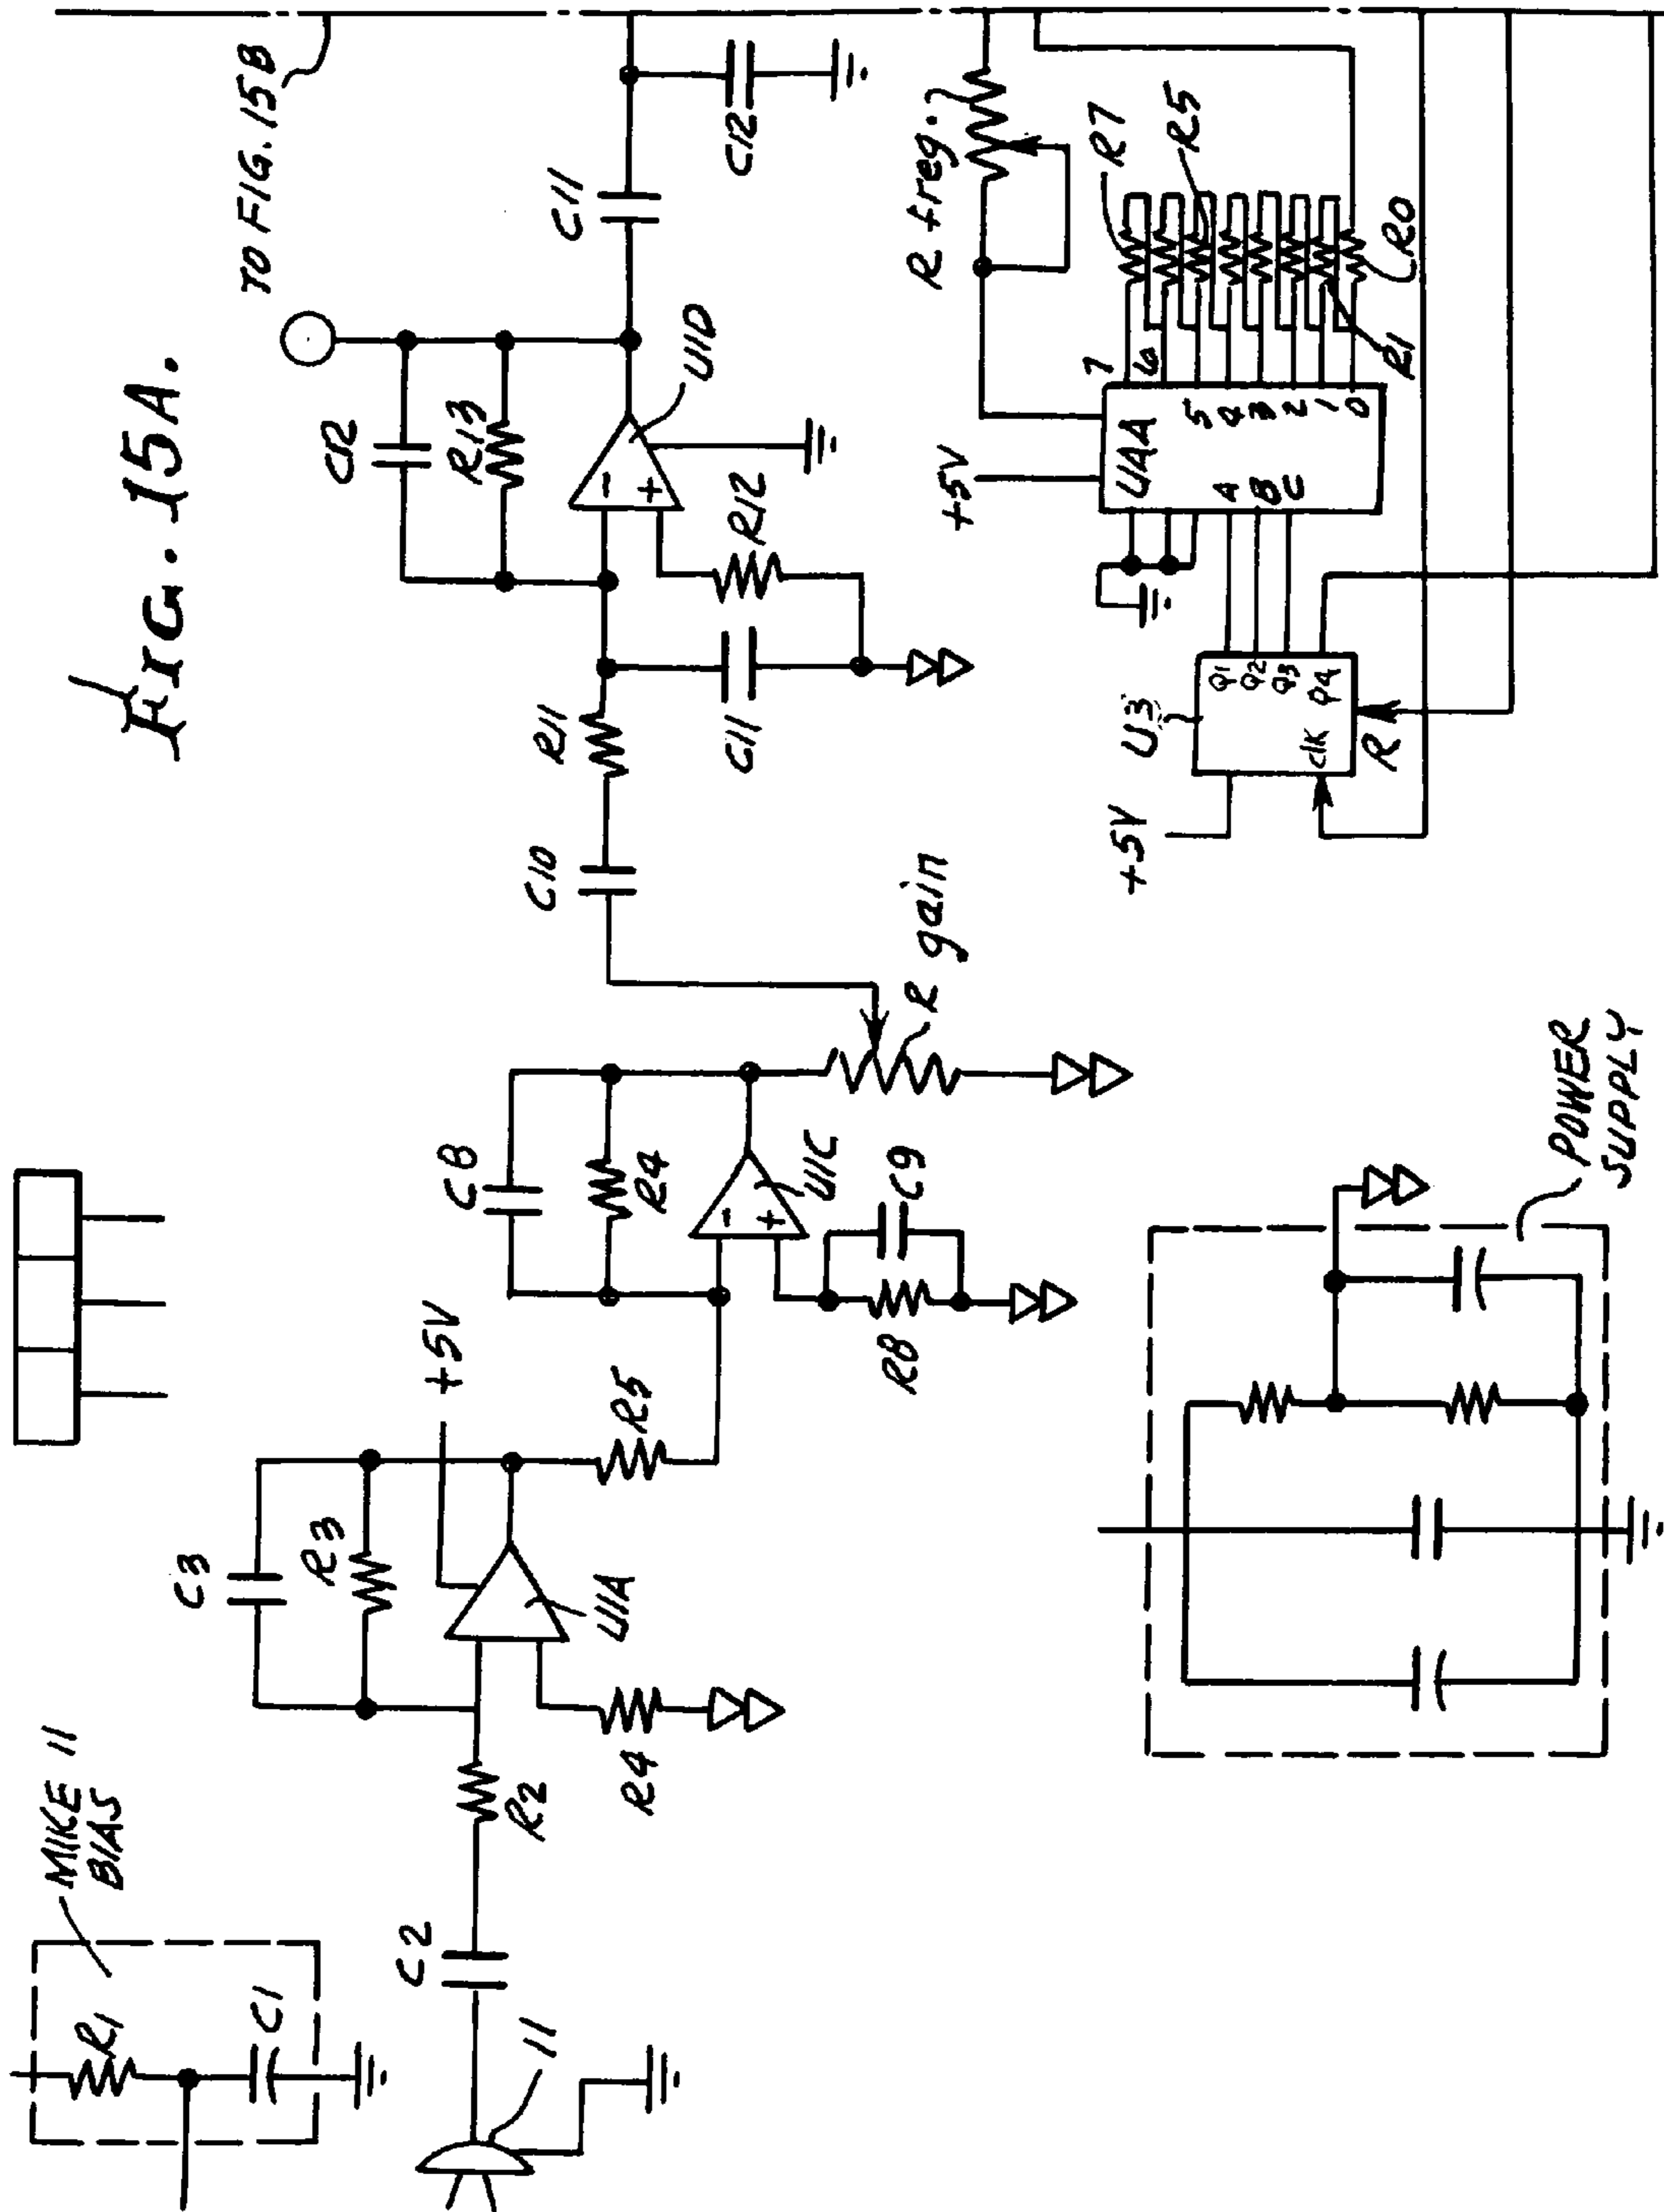 FIG. 15A.
TO FIG. 15B
MIKE 11
BIAS
R1
C1
11
C2
R2
C3
R3
+5V
U1A
R4
R5
C8
R4
U1C
R8
C9
R gain
C10
R11
C11
R12
C12
R13
U1D
C11
C12
R freq.
+5V
U4A
A
B
C
7
6
5
4
3
2
1
0
R7
R5
R1
R0
+5V
U3
Q1
Q2
Q3
Q4
clk
R
POWER
SUPPLY